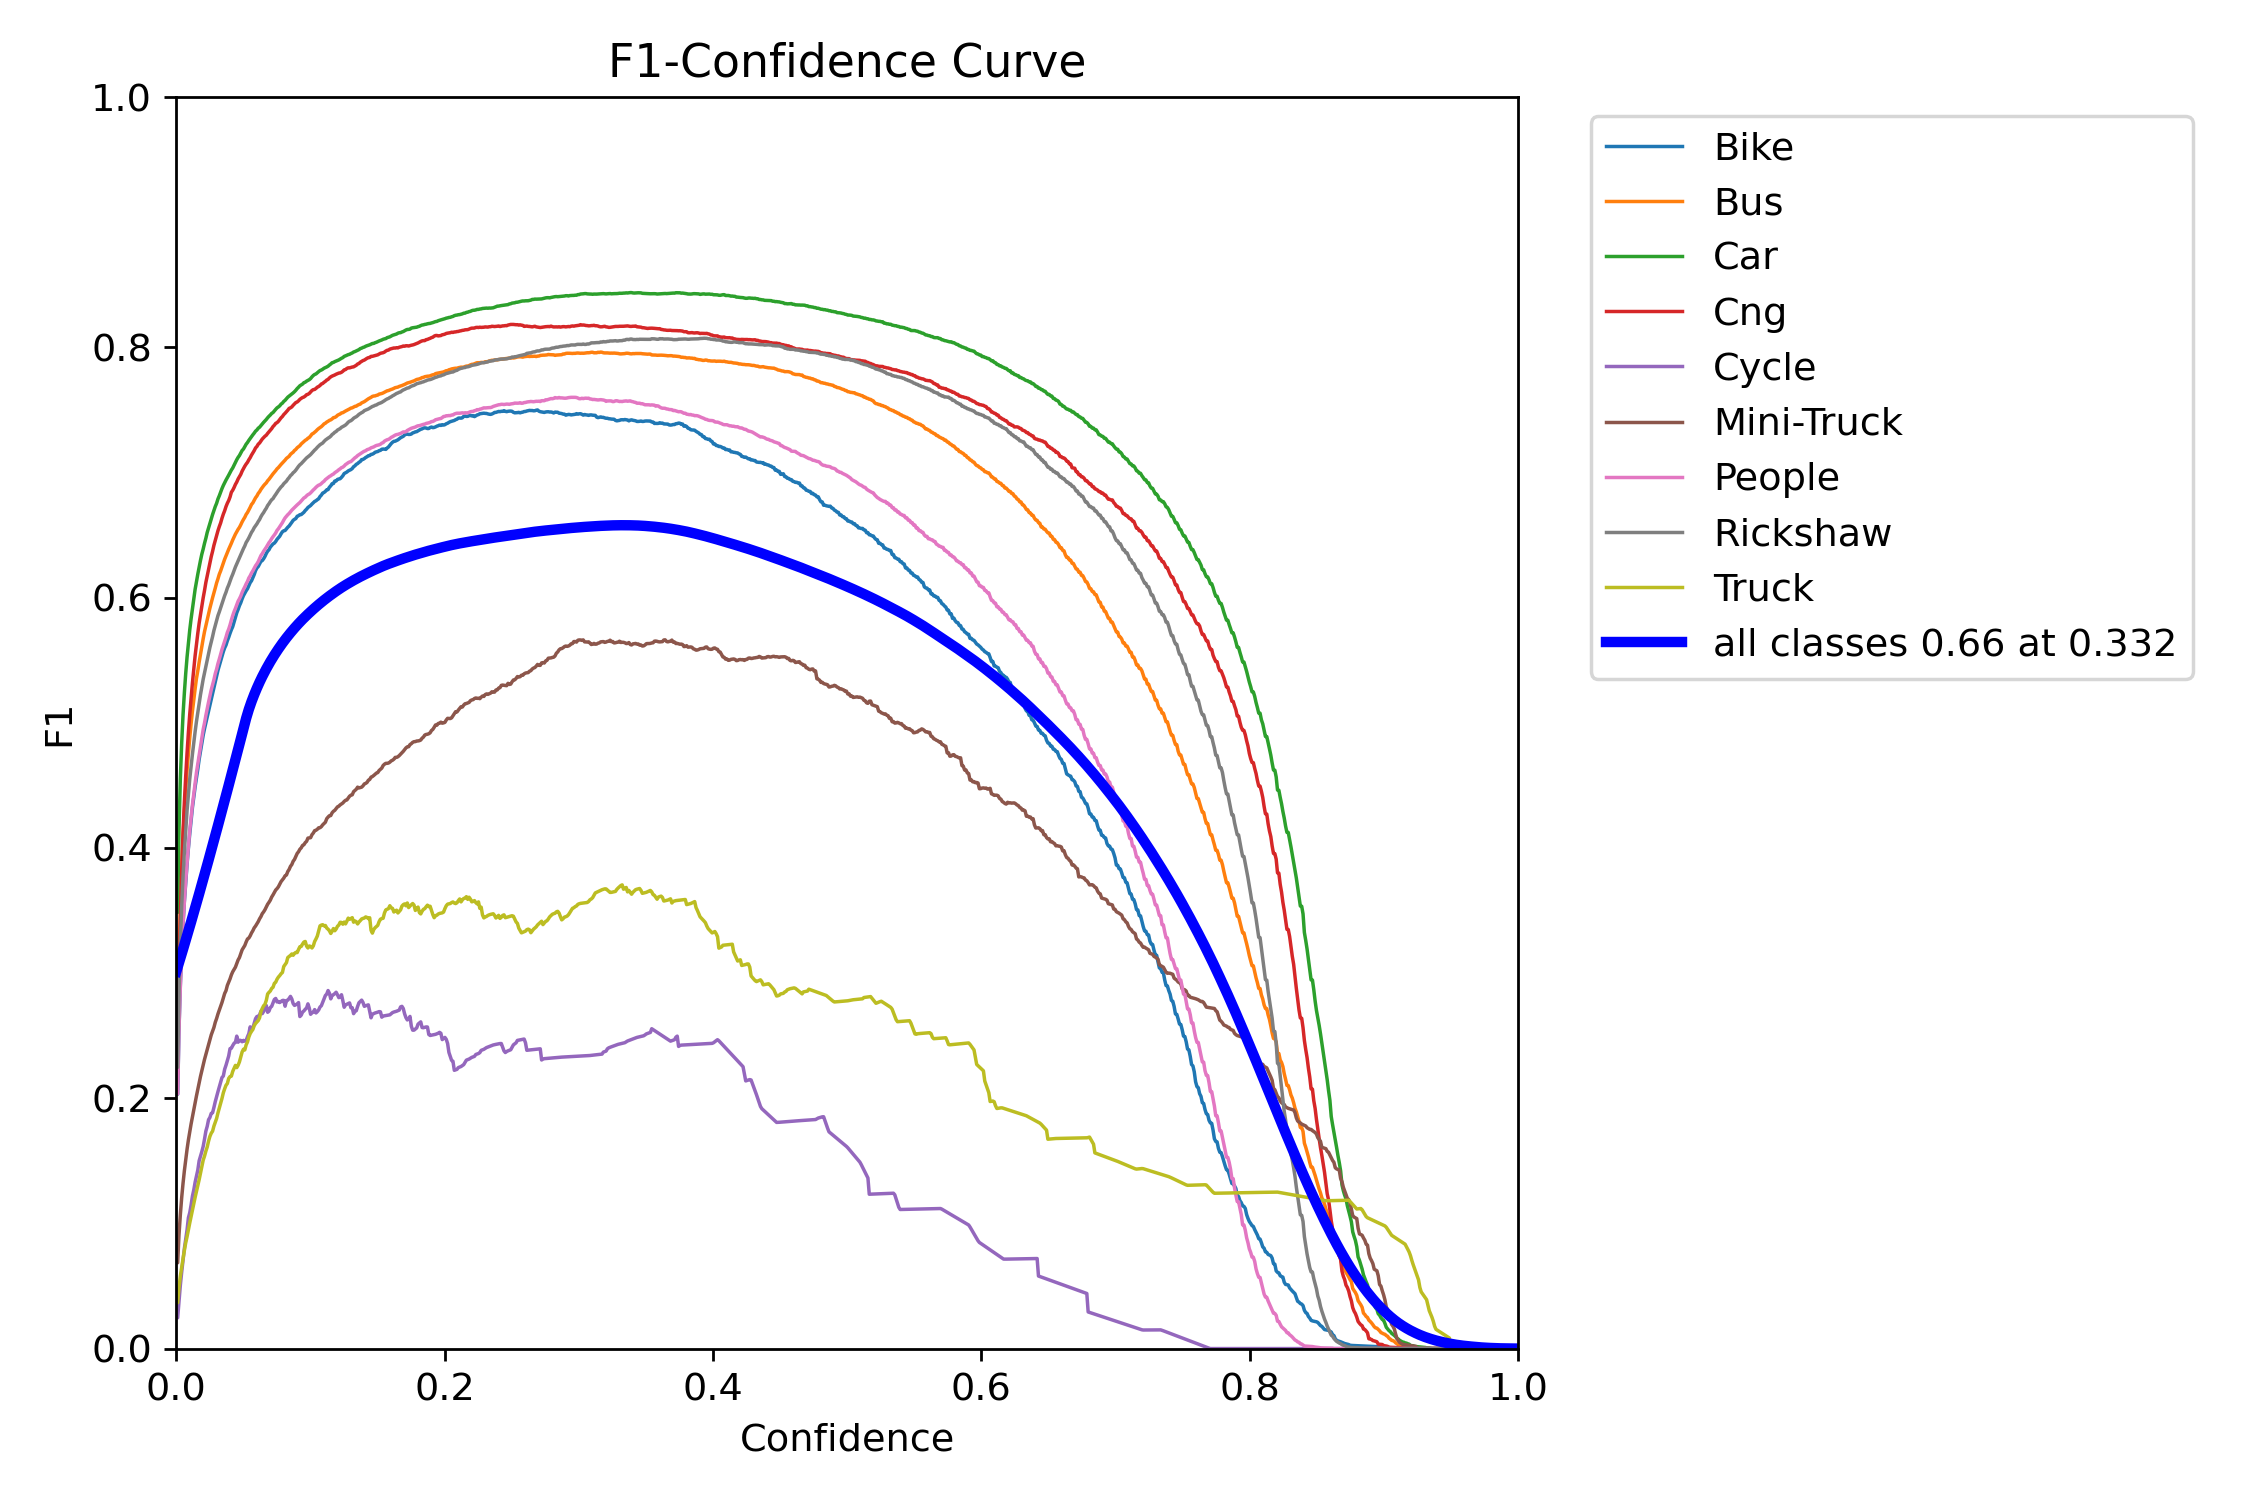 F1-Confidence Curve
1.0
0.8
0.6
0.4
0.2
0.0
F1
0.0 0.2 0.4 0.6 0.8 1.0
Confidence
Bike
Bus
Car
Cng
Cycle
Mini-Truck
People
Rickshaw
Truck
all classes 0.66 at 0.332